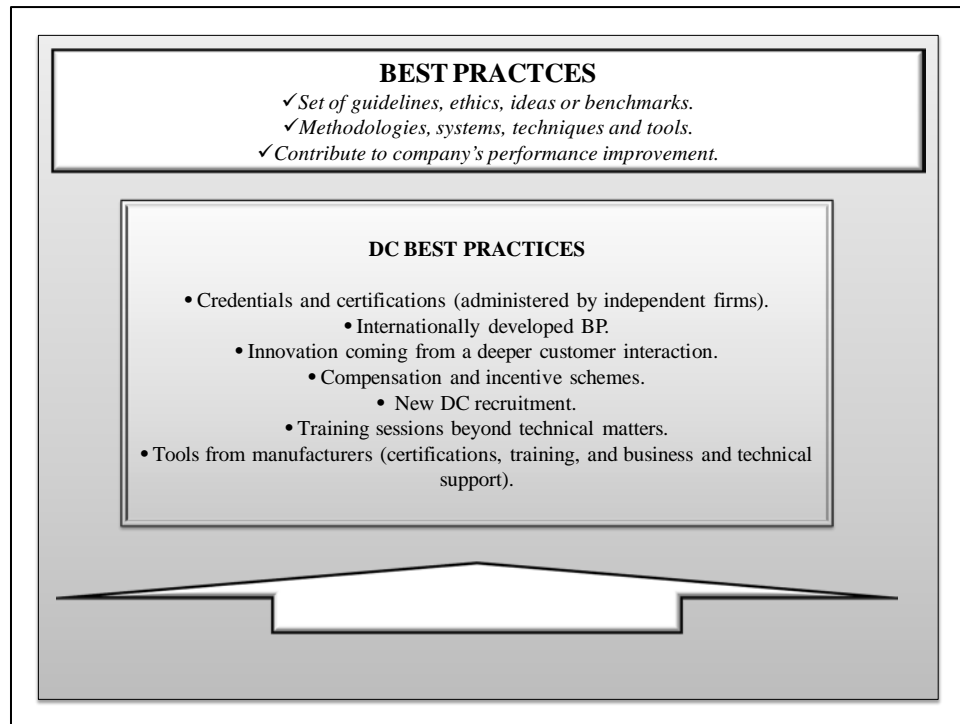 BEST PRACTCES
✓Set of guidelines, ethics, ideas or benchmarks.
✓Methodologies, systems, techniques and tools.
✓Contribute to company's performance improvement.
DC BEST PRACTICES
• Credentials and certifications (administered by independent firms).
• Internationally developed BP.
• Innovation coming from a deeper customer interaction.
• Compensation and incentive schemes.
• New DC recruitment.
• Training sessions beyond technical matters.
• Tools from manufacturers (certifications, training, and business and technical
support).